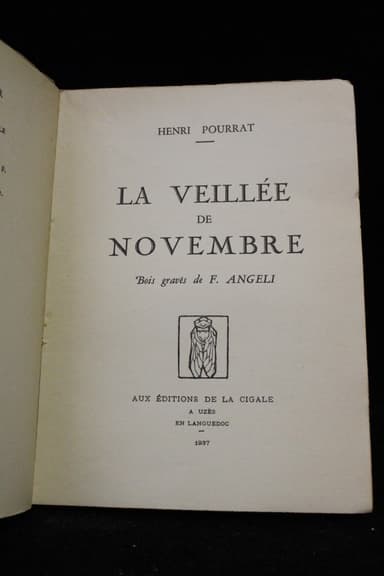 HENRI POURRAT
LA VEILLÉE
DE
NOVEMBRE
Bois gravés de F. ANGELI
AUX ÉDITIONS DE LA CIGALE
A UZÈS
EN LANGUEDOC
1937